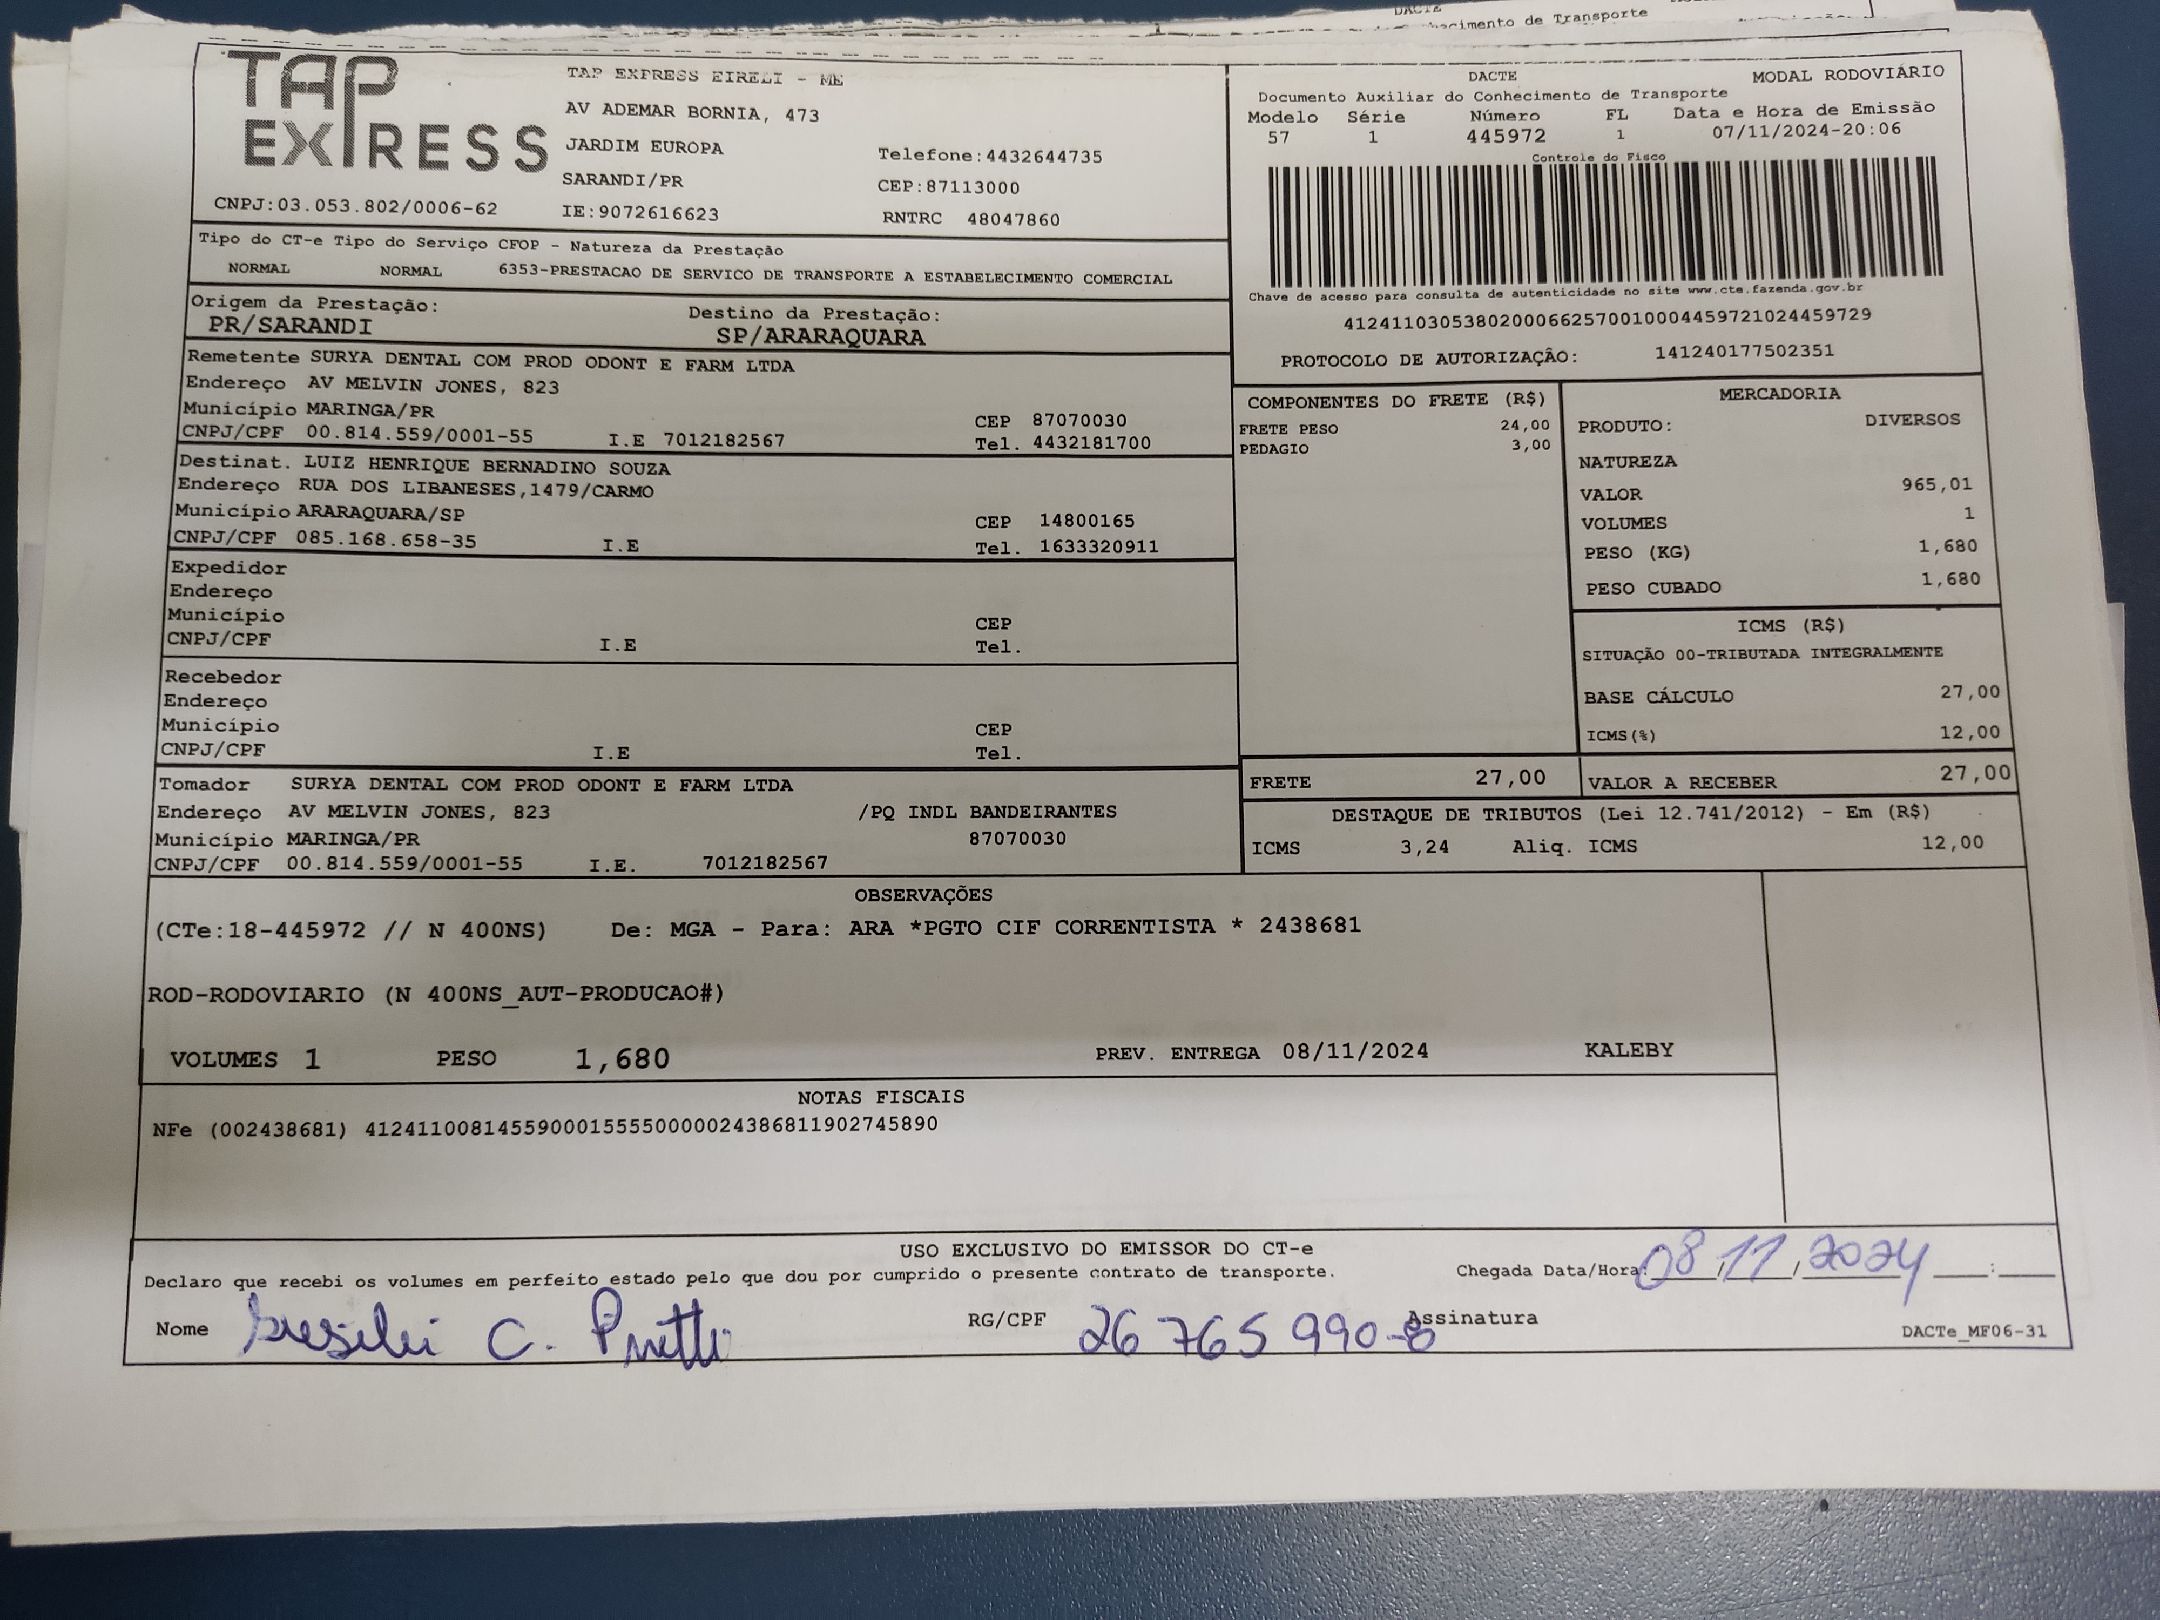 DACTE
Conhecimento de Transporte
TAP EXPRESS
TAP EXPRESS EIRELI - ME
AV ADEMAR BORNIA, 473
JARDIM EUROPA
Telefone:4432644735
SARANDI/PR
CEP:87113000
CNPJ:03.053.802/0006-62
IE:9072616623
RNTRC 48047860
DACTE MODAL RODOVIÁRIO
Documento Auxiliar do Conhecimento de Transporte
Modelo Série Número FL Data e Hora de Emissão
57 1 445972 1 07/11/2024-20:06
Controle do Fisco
Chave de acesso para consulta de autenticidade no site www.cte.fazenda.gov.br
41241103053802000662570010004459721024459729
PROTOCOLO DE AUTORIZAÇÃO: 141240177502351
Tipo do CT-e Tipo do Serviço CFOP - Natureza da Prestação
NORMAL NORMAL 6353-PRESTACAO DE SERVICO DE TRANSPORTE A ESTABELECIMENTO COMERCIAL
Origem da Prestação: Destino da Prestação:
PR/SARANDI SP/ARARAQUARA
Remetente SURYA DENTAL COM PROD ODONT E FARM LTDA
Endereço AV MELVIN JONES, 823
Município MARINGA/PR CEP 87070030
CNPJ/CPF 00.814.559/0001-55 I.E 7012182567 Tel. 4432181700
Destinat. LUIZ HENRIQUE BERNADINO SOUZA
Endereço RUA DOS LIBANESES,1479/CARMO
Município ARARAQUARA/SP CEP 14800165
CNPJ/CPF 085.168.658-35 I.E Tel. 1633320911
Expedidor
Endereço
Município CEP
CNPJ/CPF I.E Tel.
Recebedor
Endereço
Município CEP
CNPJ/CPF I.E Tel.
Tomador SURYA DENTAL COM PROD ODONT E FARM LTDA
Endereço AV MELVIN JONES, 823 /PQ INDL BANDEIRANTES
Município MARINGA/PR 87070030
CNPJ/CPF 00.814.559/0001-55 I.E. 7012182567
COMPONENTES DO FRETE (R$)
FRETE PESO 24,00
PEDAGIO 3,00
MERCADORIA
PRODUTO: DIVERSOS
NATUREZA
VALOR 965,01
VOLUMES 1
PESO (KG) 1,680
PESO CUBADO 1,680
ICMS (R$)
SITUAÇÃO 00-TRIBUTADA INTEGRALMENTE
BASE CÁLCULO 27,00
ICMS(%) 12,00
FRETE 27,00 VALOR A RECEBER 27,00
DESTAQUE DE TRIBUTOS (Lei 12.741/2012) - Em (R$)
ICMS 3,24 Aliq. ICMS 12,00
OBSERVAÇÕES
(CTe:18-445972 // N 400NS) De: MGA - Para: ARA *PGTO CIF CORRENTISTA * 2438681
ROD-RODOVIARIO (N 400NS_AUT-PRODUCAO#)
VOLUMES 1 PESO 1,680 PREV. ENTREGA 08/11/2024 KALEBY
NOTAS FISCAIS
NFe (002438681) 41241100814559000155550000024386811902745890
USO EXCLUSIVO DO EMISSOR DO CT-e
Declaro que recebi os volumes em perfeito estado pelo que dou por cumprido o presente contrato de transporte. Chegada Data/Hora: 08/11/2024 ___:___
Nome C. RG/CPF 26 765 990-8 Assinatura
DACTe_MF06-31